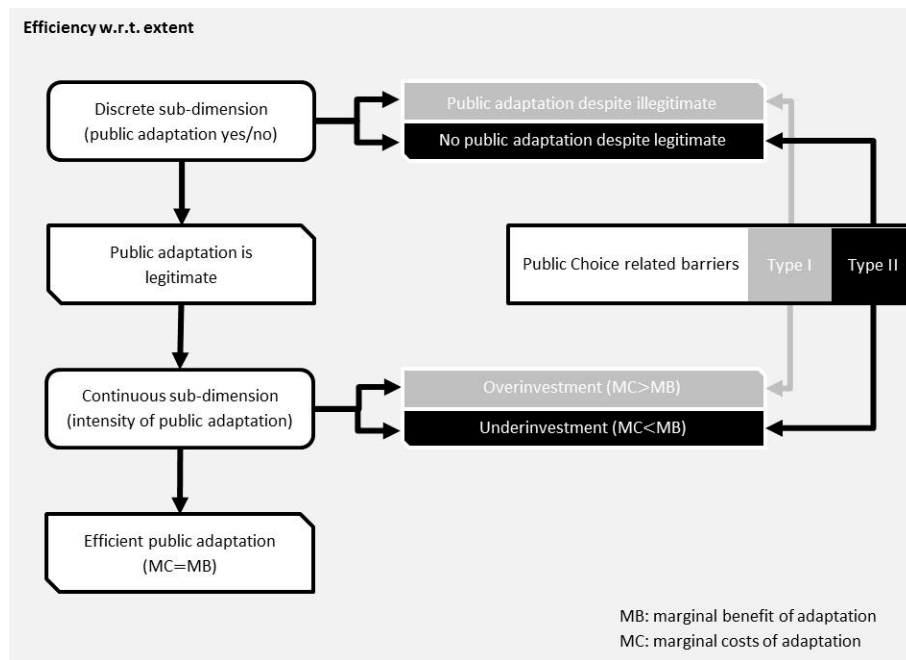 Efficiency w.r.t. extent
Discrete sub-dimension
(public adaptation yes/no)
Public adaptation despite illegitimate
No public adaptation despite legitimate
Public adaptation is
legitimate
Public Choice related barriers
Type I
Type II
Continuous sub-dimension
(intensity of public adaptation)
Overinvestment (MC>MB)
Underinvestment (MC<MB)
Efficient public adaptation
(MC=MB)
MB: marginal benefit of adaptation
MC: marginal costs of adaptation